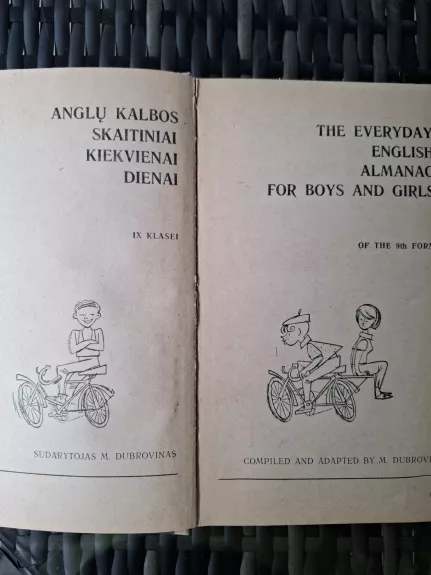 ANGLŲ KALBOS
SKAITINIAI
KIEKVIENAI
DIENAI
IX KLASEI
SUDARYTOJAS M. DUBROVINAS
THE EVERYDAY
ENGLISH
ALMANAC
FOR BOYS AND GIRLS
OF THE 9th FORM
COMPILED AND ADAPTED BY M. DUBROVI